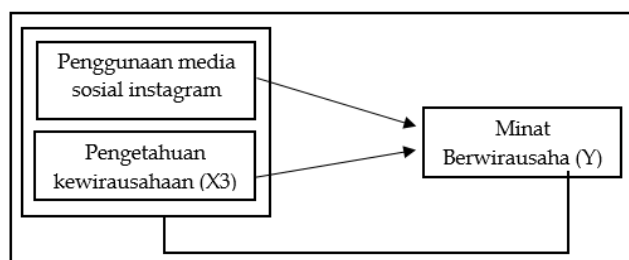 Penggunaan media
sosial instagram
Pengetahuan
kewirausahaan (X3)
Minat
Berwirausaha (Y)